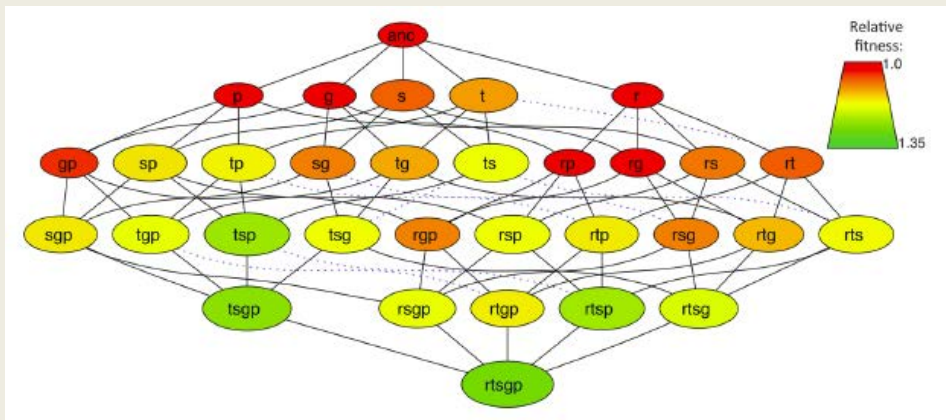 Relative
fitness:
1.0
1.35
anc
p g s t r
gp sp tp sg tg ts rp rg rs rt
sgp tgp tsp tsg rgp rsp rtp rsg rtg rts
tsgp rsgp rtgp rtsp rtsg
rtsgp